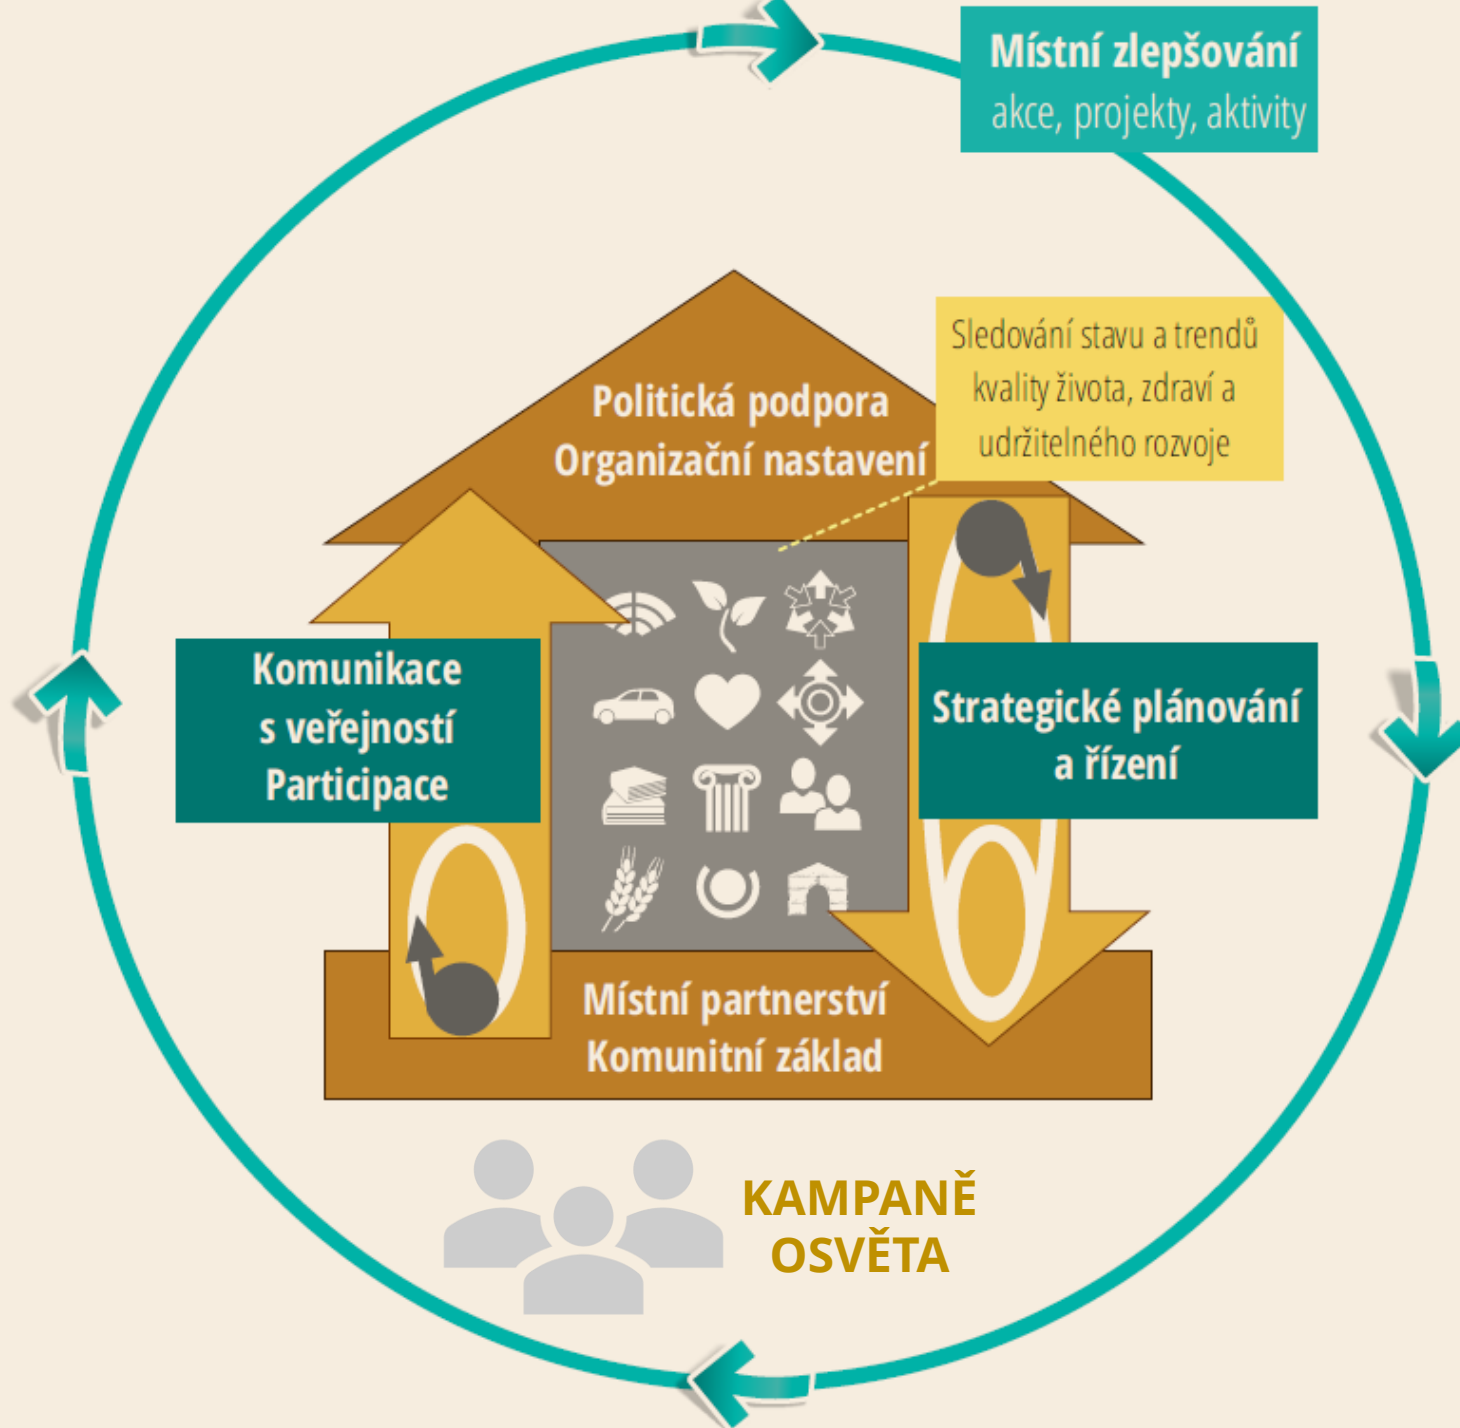 Místní zlepšování
akce, projekty, aktivity
Sledování stavu a trendů
kvality života, zdraví a
udržitelného rozvoje
Politická podpora
Organizační nastavení
Komunikace
s veřejností
Participace
Strategické plánování
a řízení
Místní partnerství
Komunitní základ
KAMPANĚ
OSVĚTA